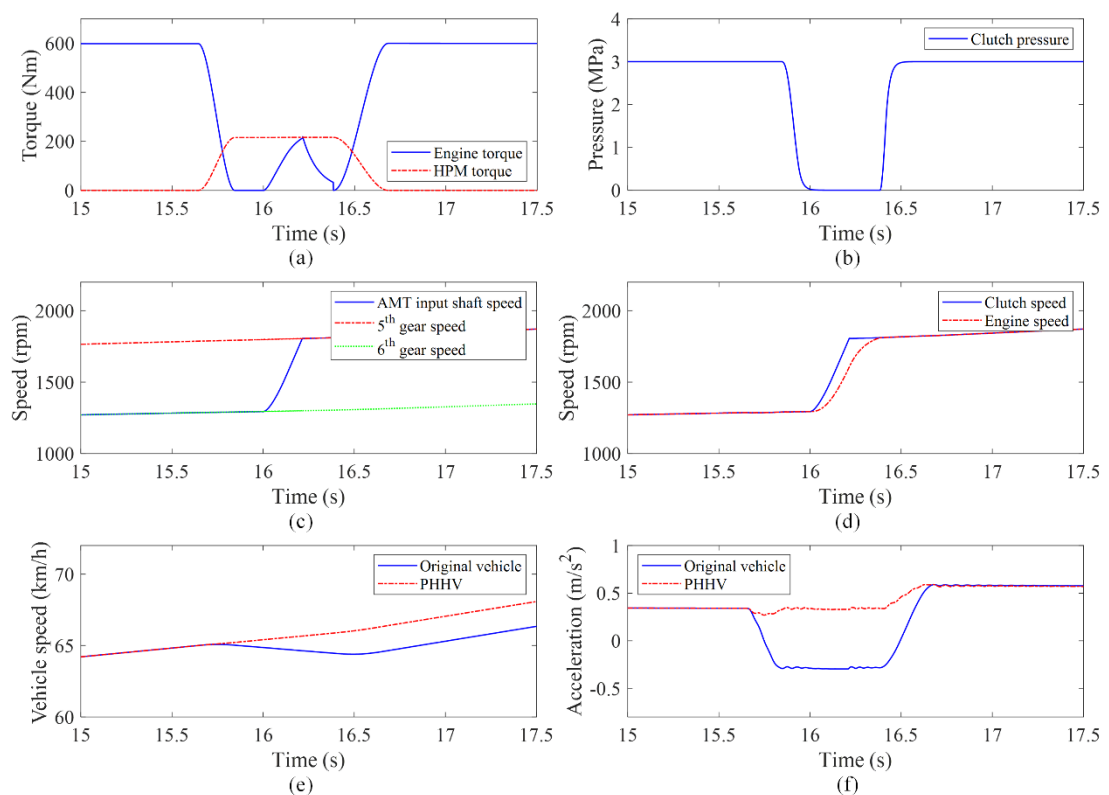 Torque (Nm)
600
400
200
0
Engine torque
HPM torque
15 15.5 16 16.5 17 17.5
Time (s)
(a)
Pressure (MPa)
4
3
2
1
0
Clutch pressure
15 15.5 16 16.5 17 17.5
Time (s)
(b)
Speed (rpm)
2000
1500
1000
AMT input shaft speed
5th gear speed
6th gear speed
15 15.5 16 16.5 17 17.5
Time (s)
(c)
Speed (rpm)
2000
1500
1000
Clutch speed
Engine speed
15 15.5 16 16.5 17 17.5
Time (s)
(d)
Vehicle speed (km/h)
70
65
60
Original vehicle
PHHV
15 15.5 16 16.5 17 17.5
Time (s)
(e)
Acceleration (m/s2)
1
0.5
0
-0.5
Original vehicle
PHHV
15 15.5 16 16.5 17 17.5
Time (s)
(f)